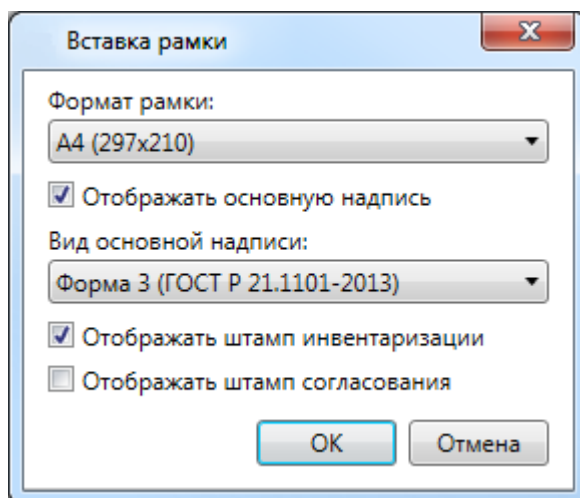 Вставка рамки
Формат рамки:
A4 (297x210)
Отображать основную надпись
Вид основной надписи:
Форма 3 (ГОСТ Р 21.1101-2013)
Отображать штамп инвентаризации
Отображать штамп согласования
OK Отмена